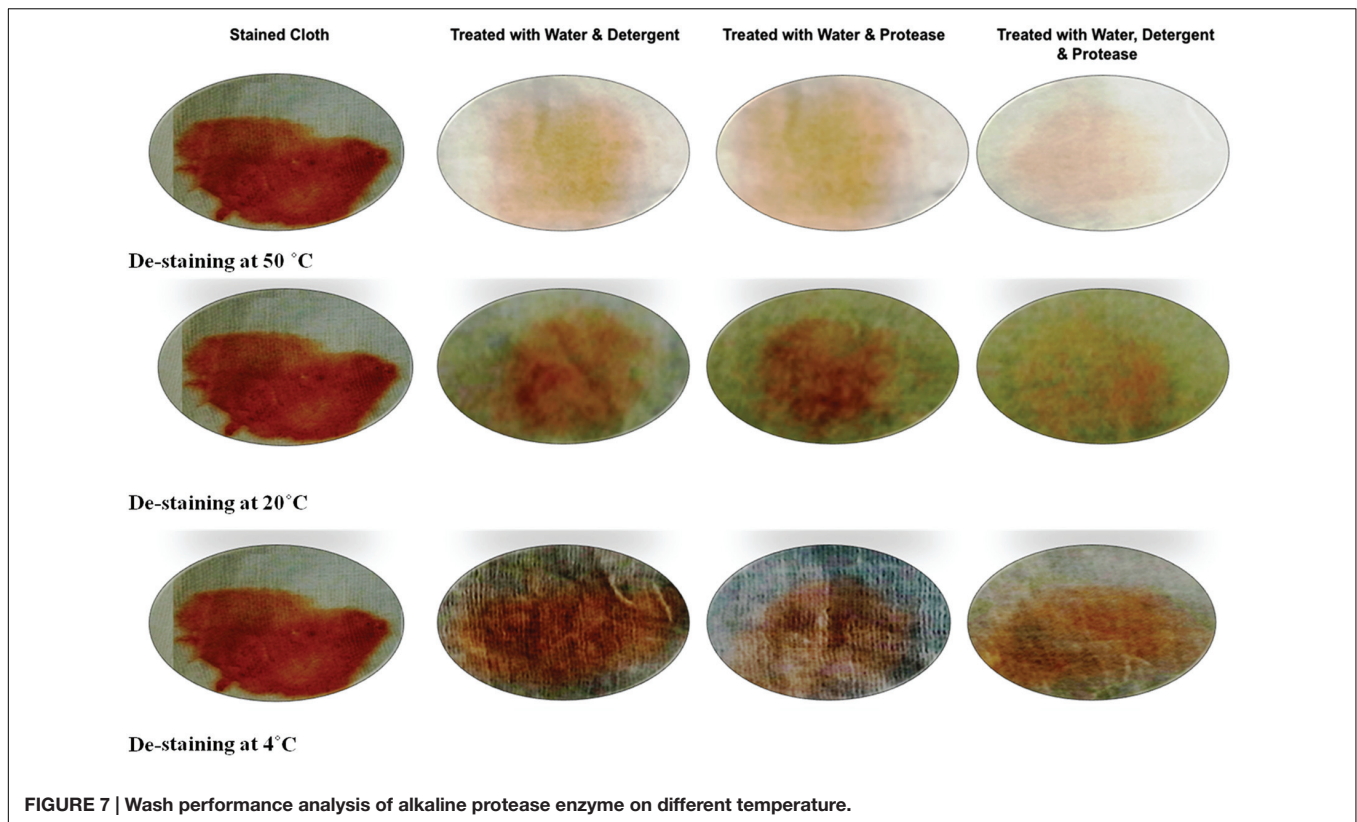 Stained Cloth
Treated with Water & Detergent
Treated with Water & Protease
Treated with Water, Detergent
& Protease
De-staining at 50 °C
De-staining at 20°C
De-staining at 4°C
FIGURE 7 | Wash performance analysis of alkaline protease enzyme on different temperature.